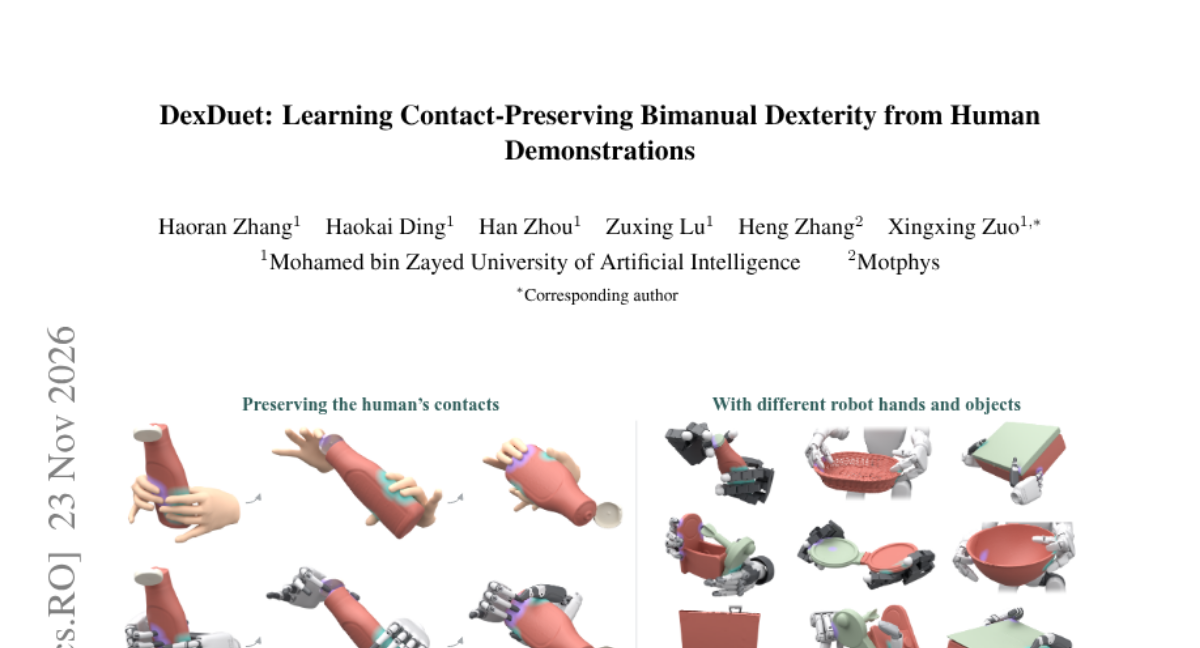 DexDuet: Learning Contact-Preserving Bimanual Dexterity from Human
Demonstrations
Haoran Zhang¹ Haokai Ding¹ Han Zhou¹ Zuxing Lu¹ Heng Zhang² Xingxing Zuo¹,*
¹Mohamed bin Zayed University of Artificial Intelligence ²Motphys
*Corresponding author
cs.RO] 23 Nov 2026
Preserving the human's contacts
With different robot hands and objects